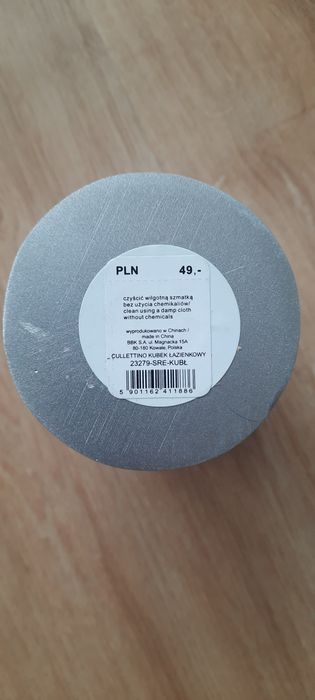 PLN 49,-
czyścić wilgotną szmatką
bez użycia chemikaliów/
clean using a damp cloth
without chemicals
wyprodukowano w Chinach /
made in China
BBK S.A. ul. Magnacka 15A
80-180 Kowale, Polska
CULLETTINO KUBEK ŁAZIENKOWY
23279-SRE-KUBŁ
5 901162 411886